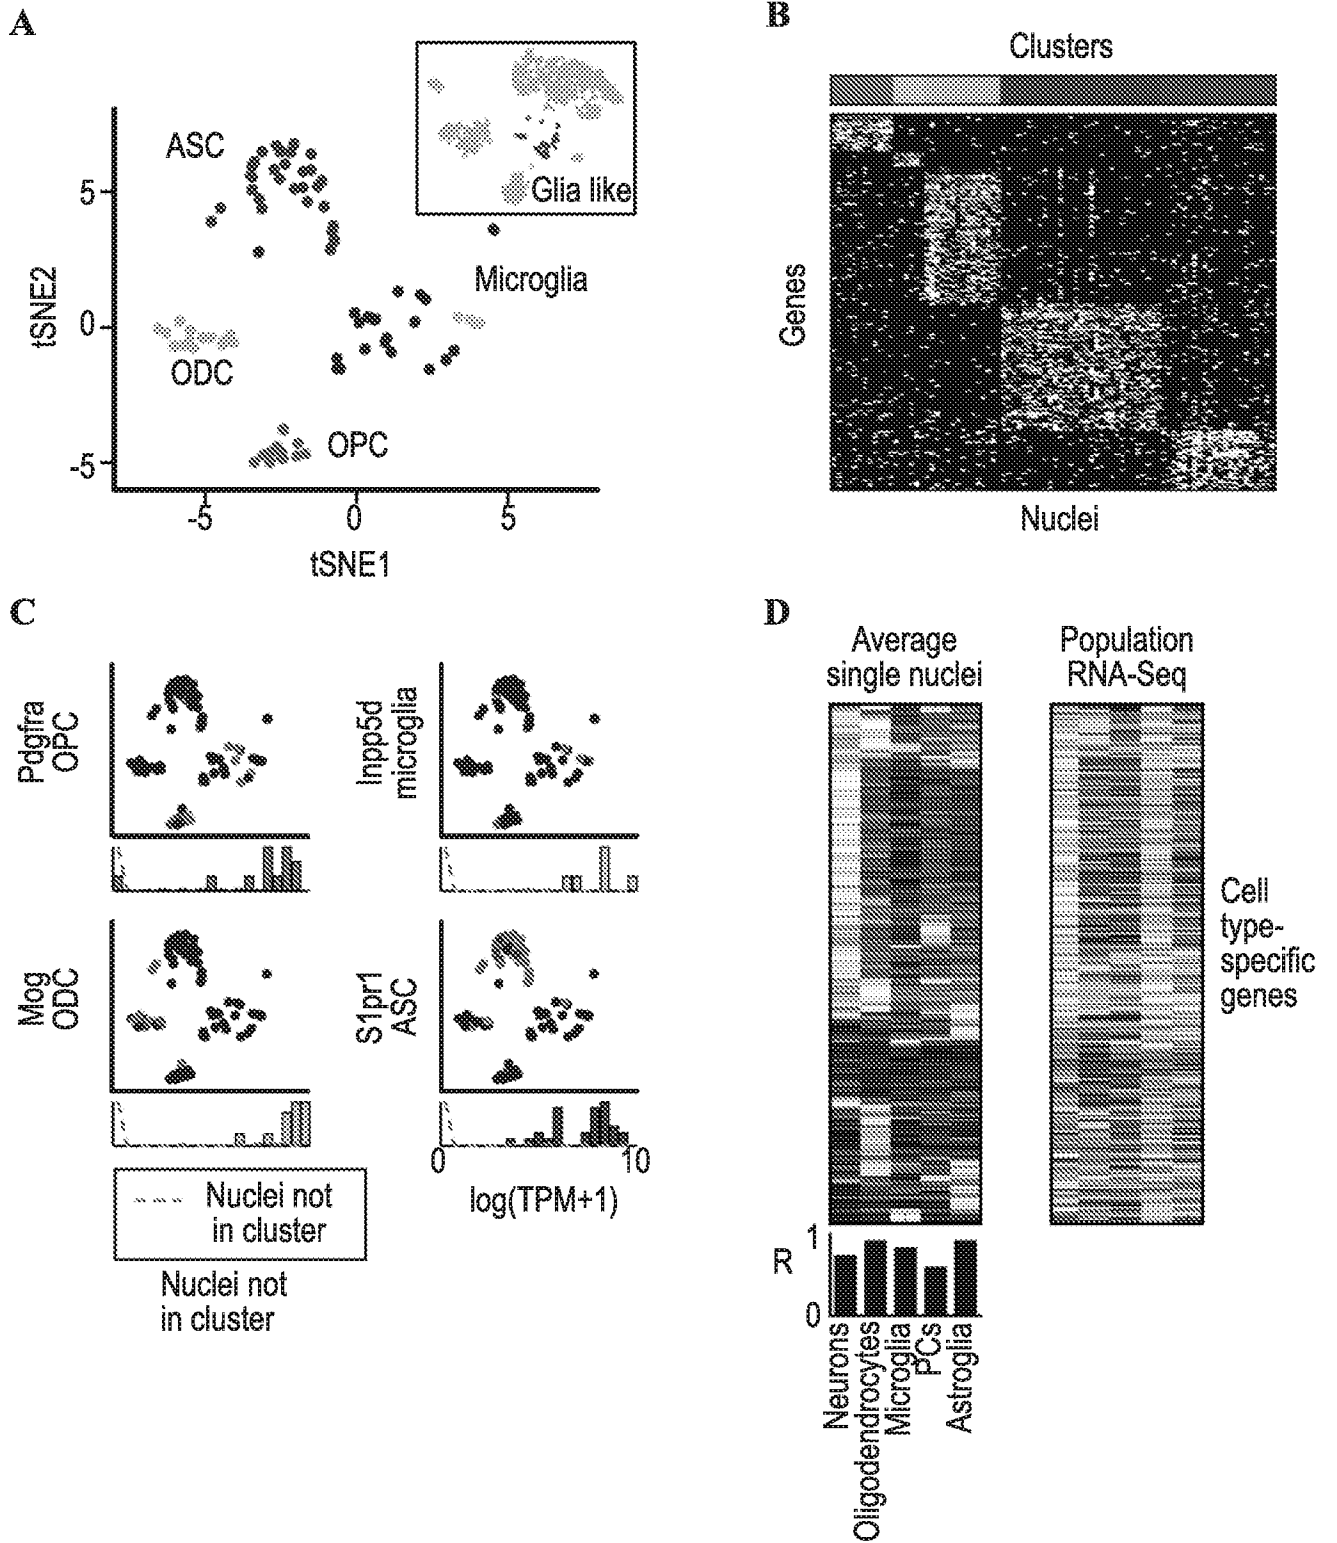 A
ASC
Glia like
Microglia
ODC
OPC
tSNE2
5
0
-5
-5
0
5
tSNE1
B
Clusters
Genes
Nuclei
C
Pdgfra
OPC
Inpp5d
microglia
Mog
ODC
S1pr1
ASC
0
10
log(TPM+1)
Nuclei not
in cluster
Nuclei not
in cluster
D
Average
single nuclei
Population
RNA-Seq
Cell
type-
specific
genes
R
1
0
Neurons
Oligodendrocytes
Microglia
PCs
Astroglia